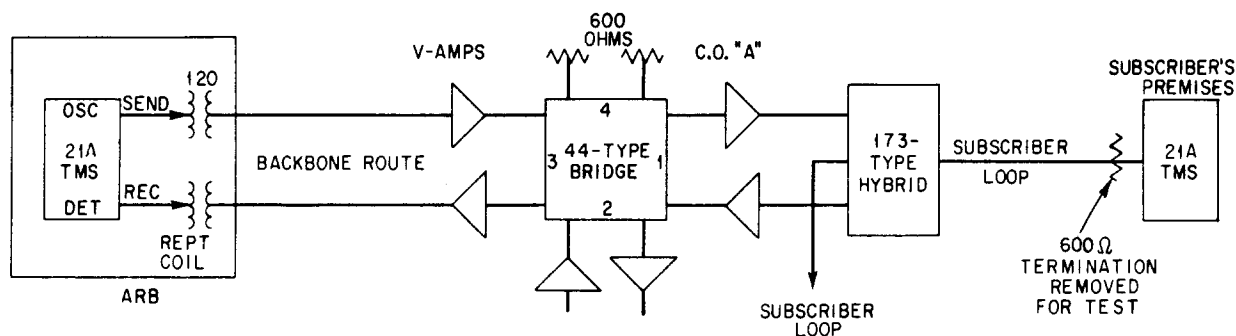 600
OHMS
V-AMPS
C.O. "A"
120
SUBSCRIBER'S
PREMISES
OSC
SEND
21A
TMS
REC
DET
BACKBONE ROUTE
4
3
44-TYPE
BRIDGE
1
2
173-
TYPE
HYBRID
SUBSCRIBER
LOOP
21A
TMS
REPT
COIL
ARB
SUBSCRIBER
LOOP
600Ω
TERMINATION
REMOVED
FOR TEST